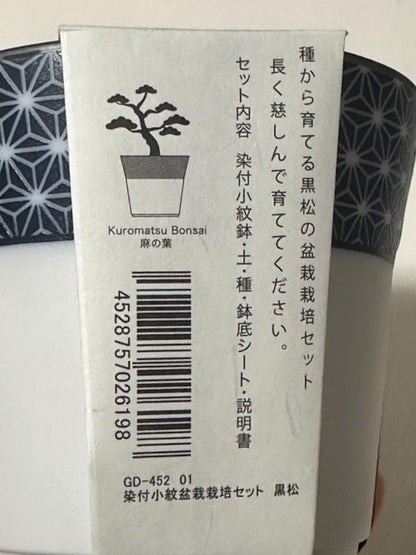 種から育てる黒松の盆栽栽培セット
長く慈しんで育ててください。
セット内容 染付小紋鉢・土・種・鉢底シート・説明書
Kuromatsu Bonsai
麻の葉
4528757026198
GD-452 01
染付小紋盆栽栽培セット 黒松